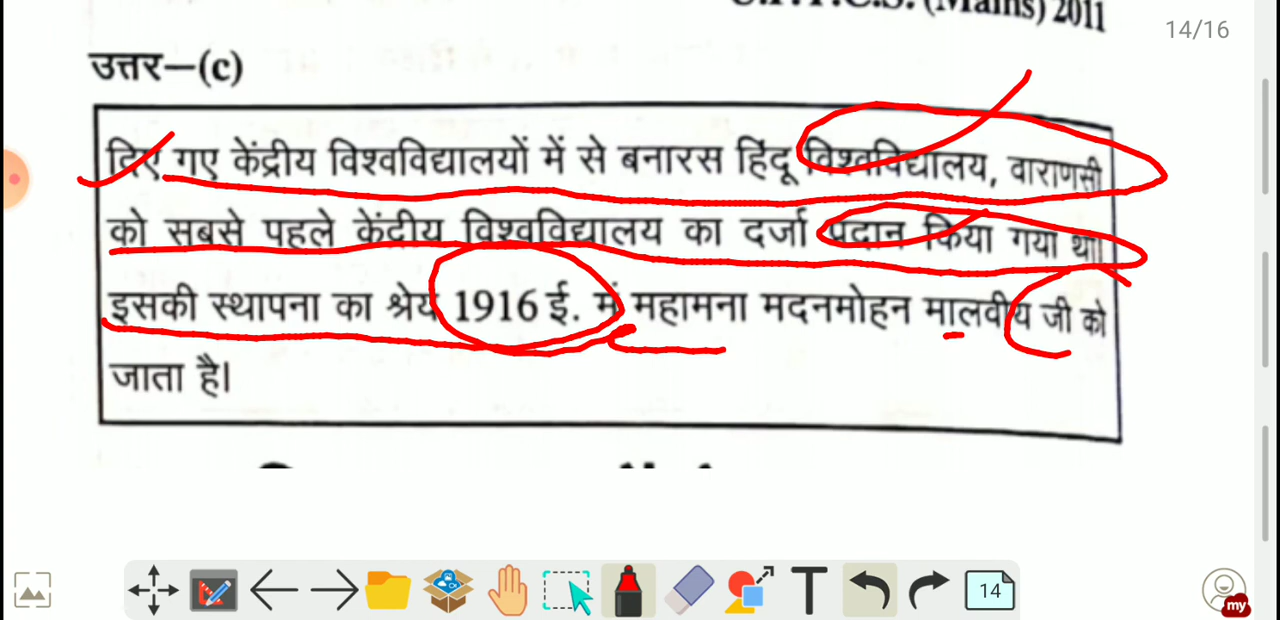 U.P.P.C.S. (Mains) 2011
14/16
उत्तर–(c)
दिए गए केंद्रीय विश्वविद्यालयों में से बनारस हिंदू विश्वविद्यालय, वाराणसी
को सबसे पहले केंद्रीय विश्वविद्यालय का दर्जा प्रदान किया गया था।
इसकी स्थापना का श्रेय 1916 ई. में महामना मदनमोहन मालवीय जी को
जाता है।
T
14
my